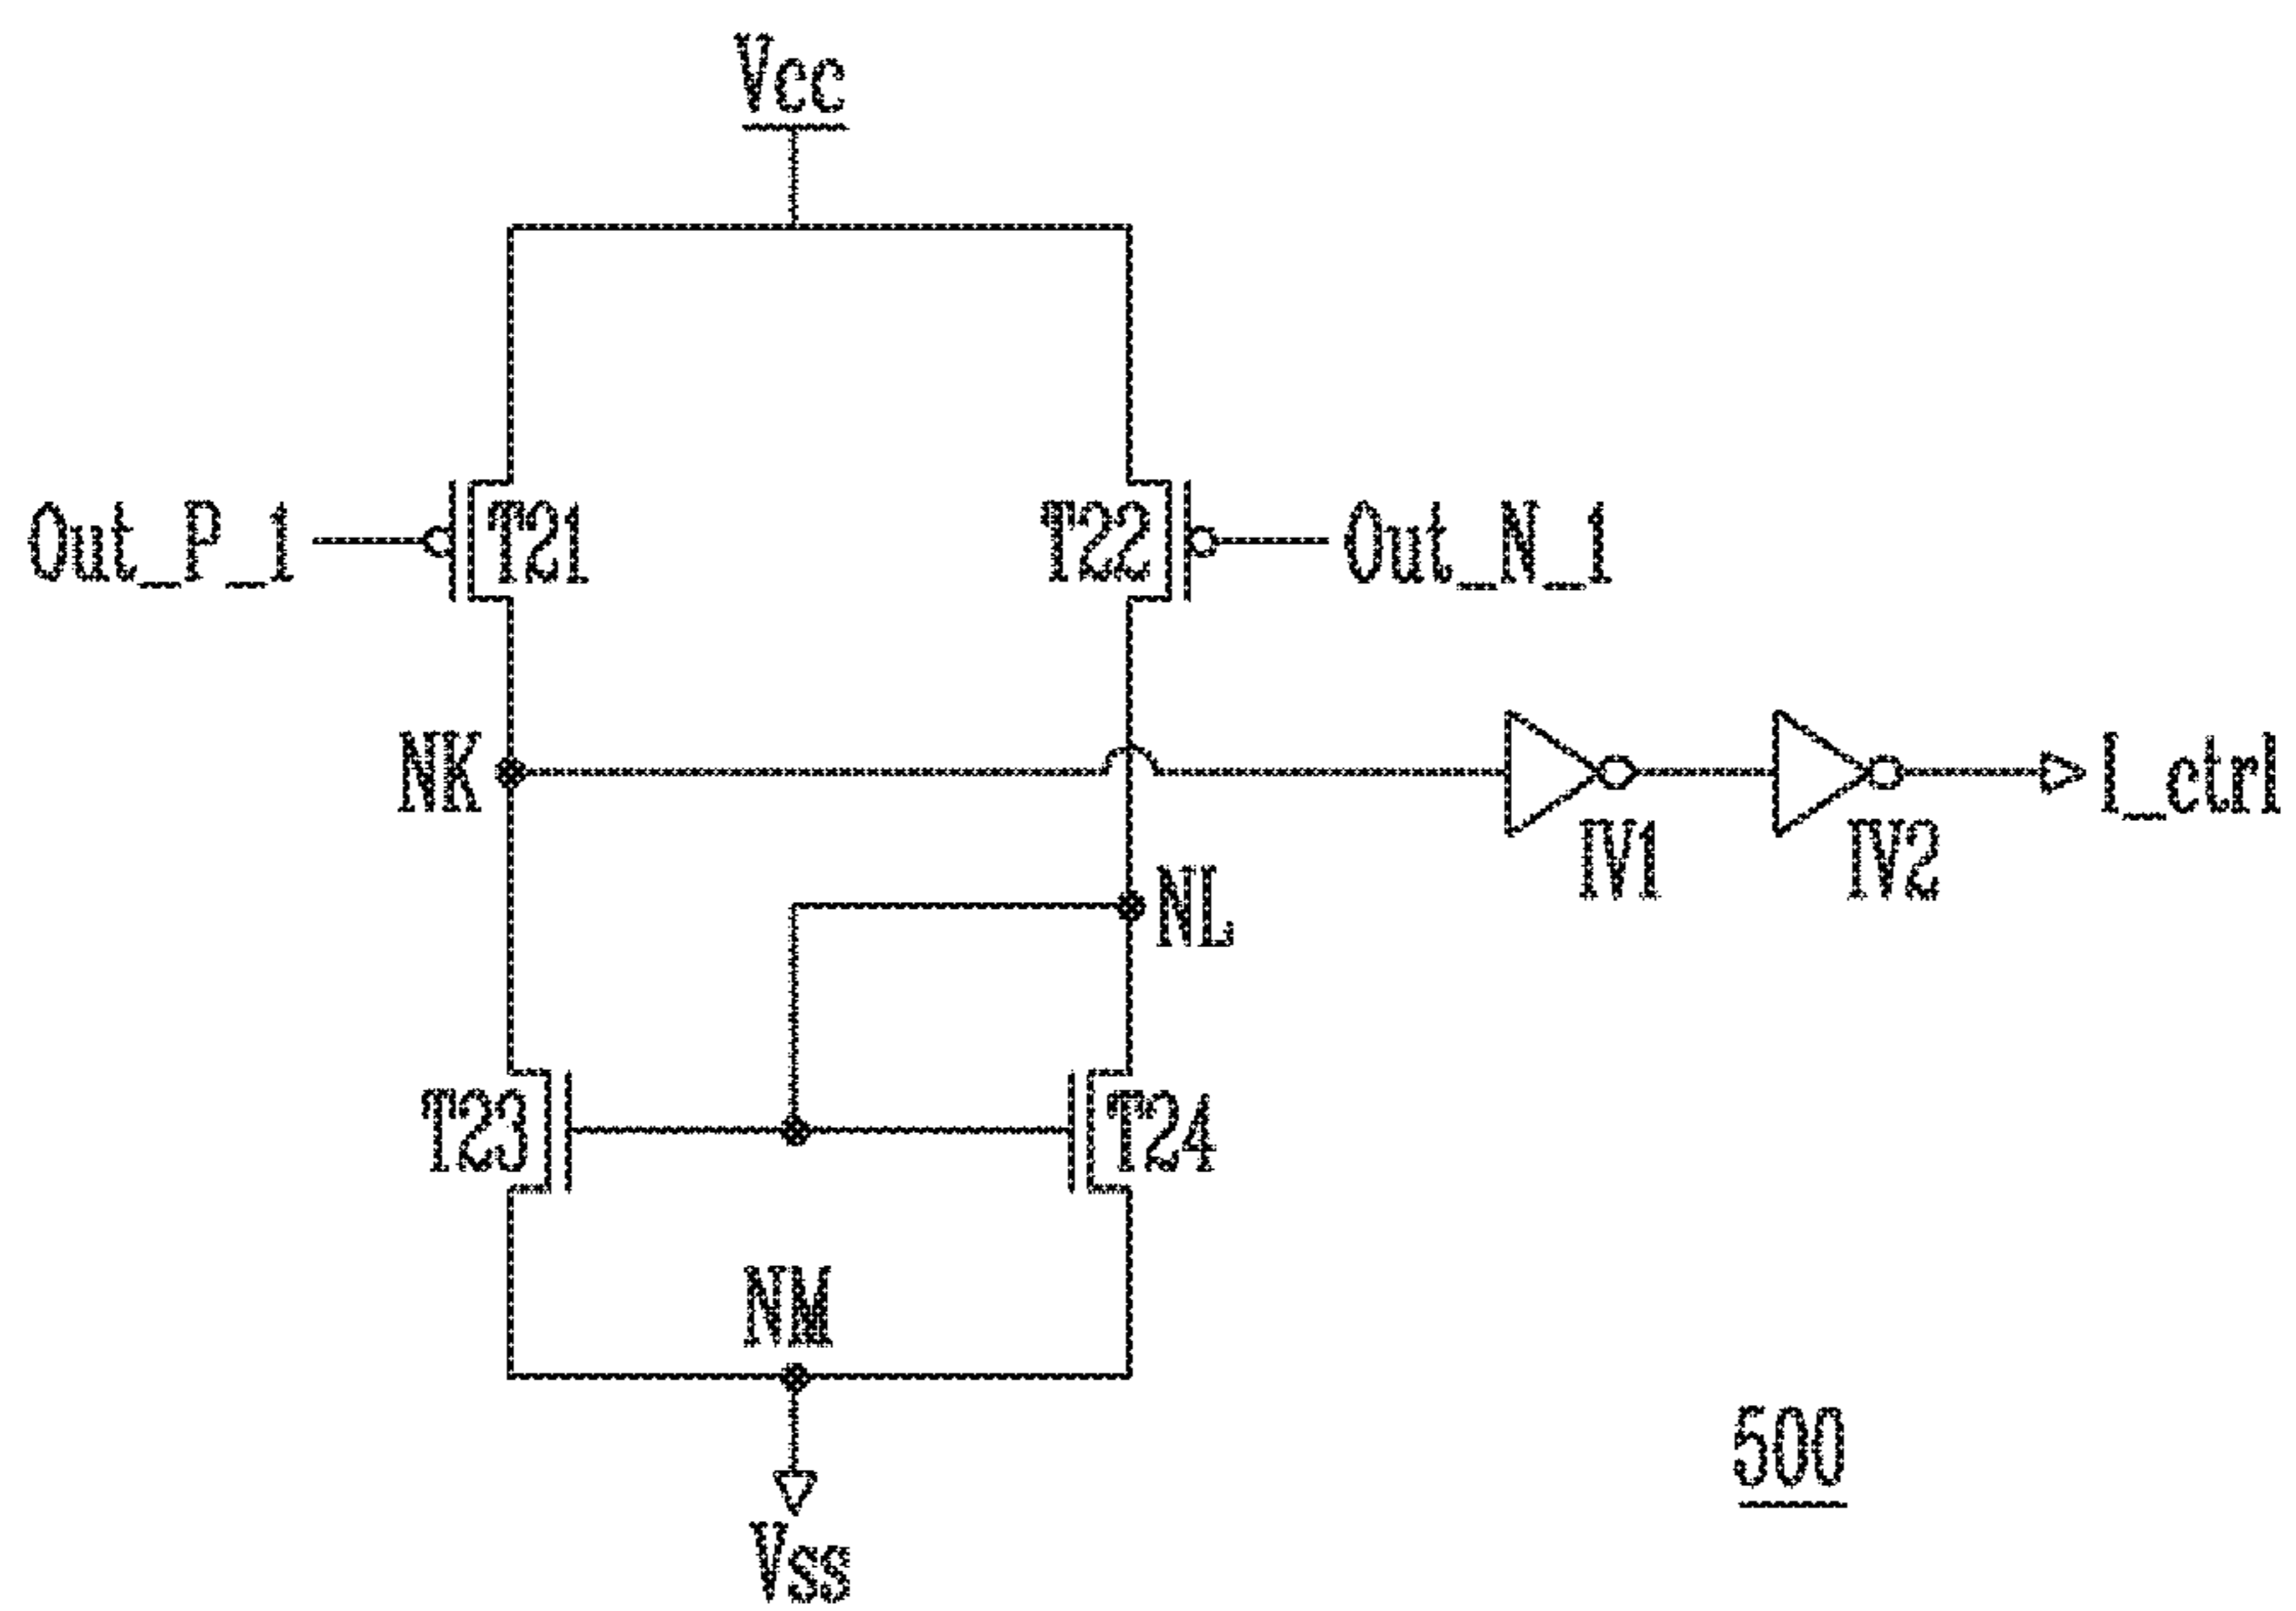 Vcc
Out_P_1
T21
T22
Out_N_1
NK
I_ctrl
IV1
IV2
NL
T23
T24
NM
500
Vss